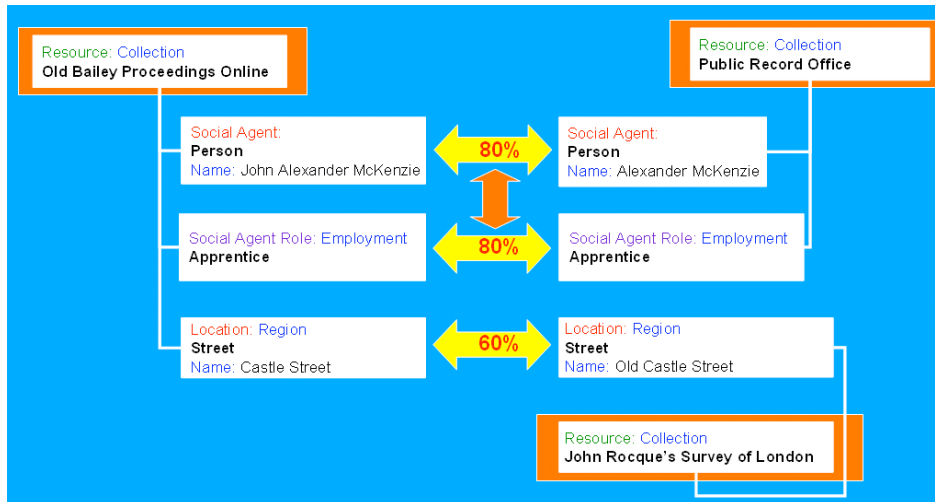 Resource: Collection
Old Bailey Proceedings Online
Resource: Collection
Public Record Office
Social Agent:
Person
Name: John Alexander McKenzie
80%
Social Agent:
Person
Name: Alexander McKenzie
Social Agent Role: Employment
Apprentice
80%
Social Agent Role: Employment
Apprentice
Location: Region
Street
Name: Castle Street
60%
Location: Region
Street
Name: Old Castle Street
Resource: Collection
John Rocque's Survey of London